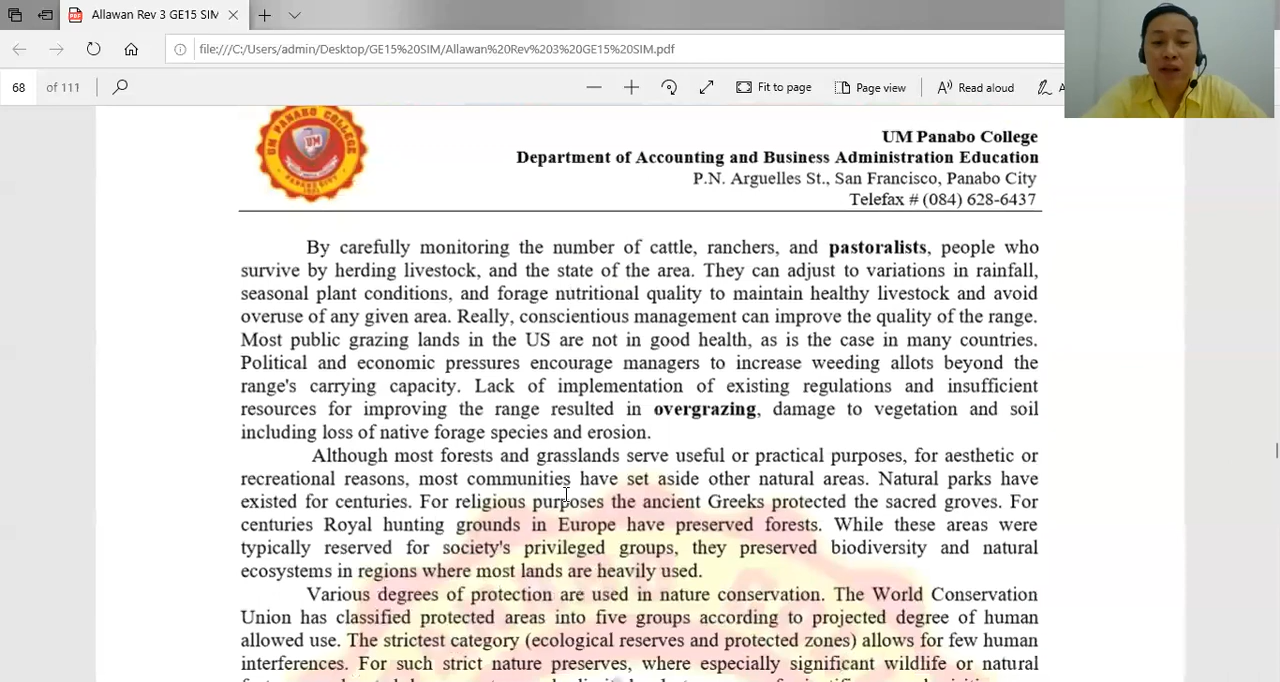 Allawan Rev 3 GE15 SIM
file:///C:/Users/admin/Desktop/GE15%20SIM/Allawan%20Rev%203%20GE15%20SIM.pdf
68 of 111
Fit to page
Page view
Read aloud
UM PANABO COLLEGE
UM
UM Panabo College
Department of Accounting and Business Administration Education
P.N. Arguelles St., San Francisco, Panabo City
Telefax # (084) 628-6437
By carefully monitoring the number of cattle, ranchers, and pastoralists, people who
survive by herding livestock, and the state of the area. They can adjust to variations in rainfall,
seasonal plant conditions, and forage nutritional quality to maintain healthy livestock and avoid
overuse of any given area. Really, conscientious management can improve the quality of the range.
Most public grazing lands in the US are not in good health, as is the case in many countries.
Political and economic pressures encourage managers to increase weeding allots beyond the
range's carrying capacity. Lack of implementation of existing regulations and insufficient
resources for improving the range resulted in overgrazing, damage to vegetation and soil
including loss of native forage species and erosion.
Although most forests and grasslands serve useful or practical purposes, for aesthetic or
recreational reasons, most communities have set aside other natural areas. Natural parks have
existed for centuries. For religious purposes the ancient Greeks protected the sacred groves. For
centuries Royal hunting grounds in Europe have preserved forests. While these areas were
typically reserved for society's privileged groups, they preserved biodiversity and natural
ecosystems in regions where most lands are heavily used.
Various degrees of protection are used in nature conservation. The World Conservation
Union has classified protected areas into five groups according to projected degree of human
allowed use. The strictest category (ecological reserves and protected zones) allows for few human
interferences. For such strict nature preserves, where especially significant wildlife or natural